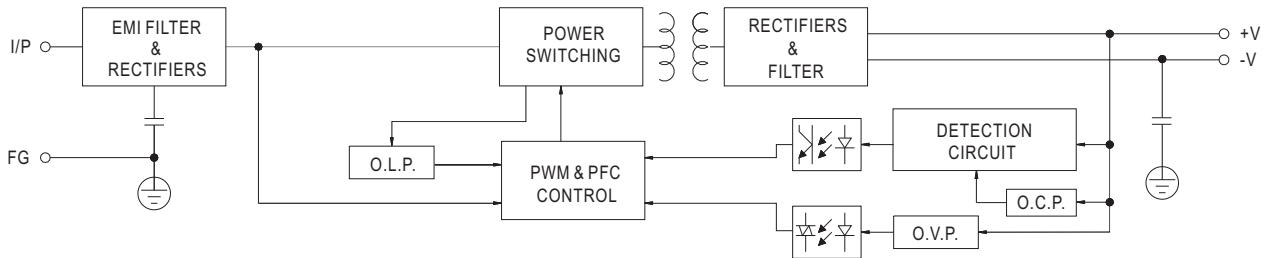 I/P
EMI FILTER
&
RECTIFIERS
POWER
SWITCHING
RECTIFIERS
&
FILTER
+V
-V
FG
O.L.P.
PWM & PFC
CONTROL
DETECTION
CIRCUIT
O.C.P.
O.V.P.